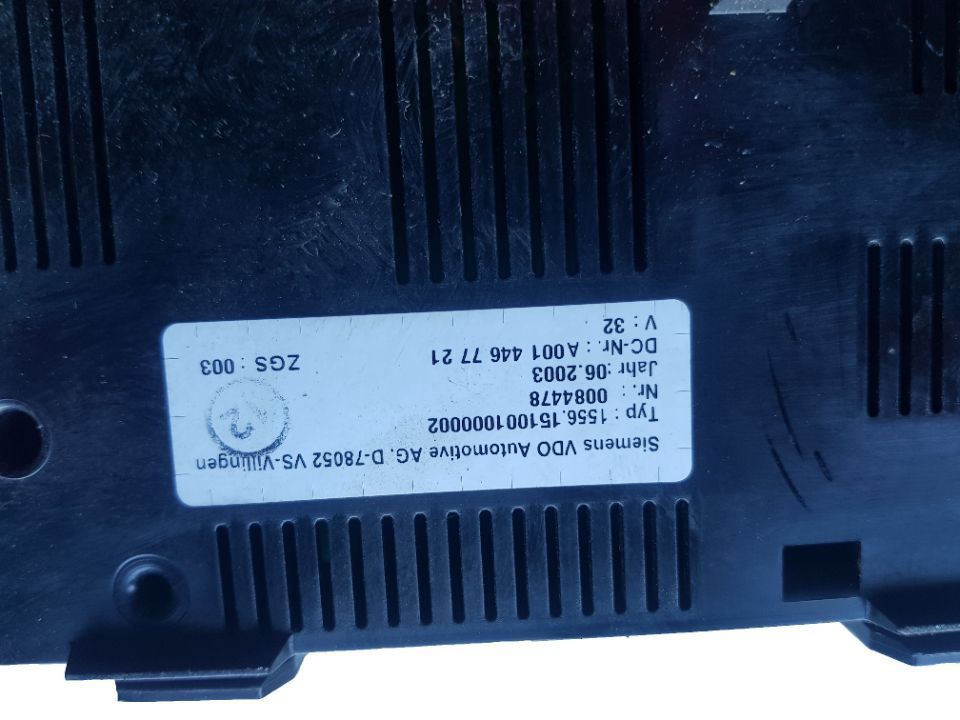 Siemens VDO Automotive AG. D-78052 VS-Villingen
Typ : 1556.151001000002
Nr. : 0084478
Jahr :06.2003
DC-Nr. : A 001 446 77 21
V : 32
ZGS : 003